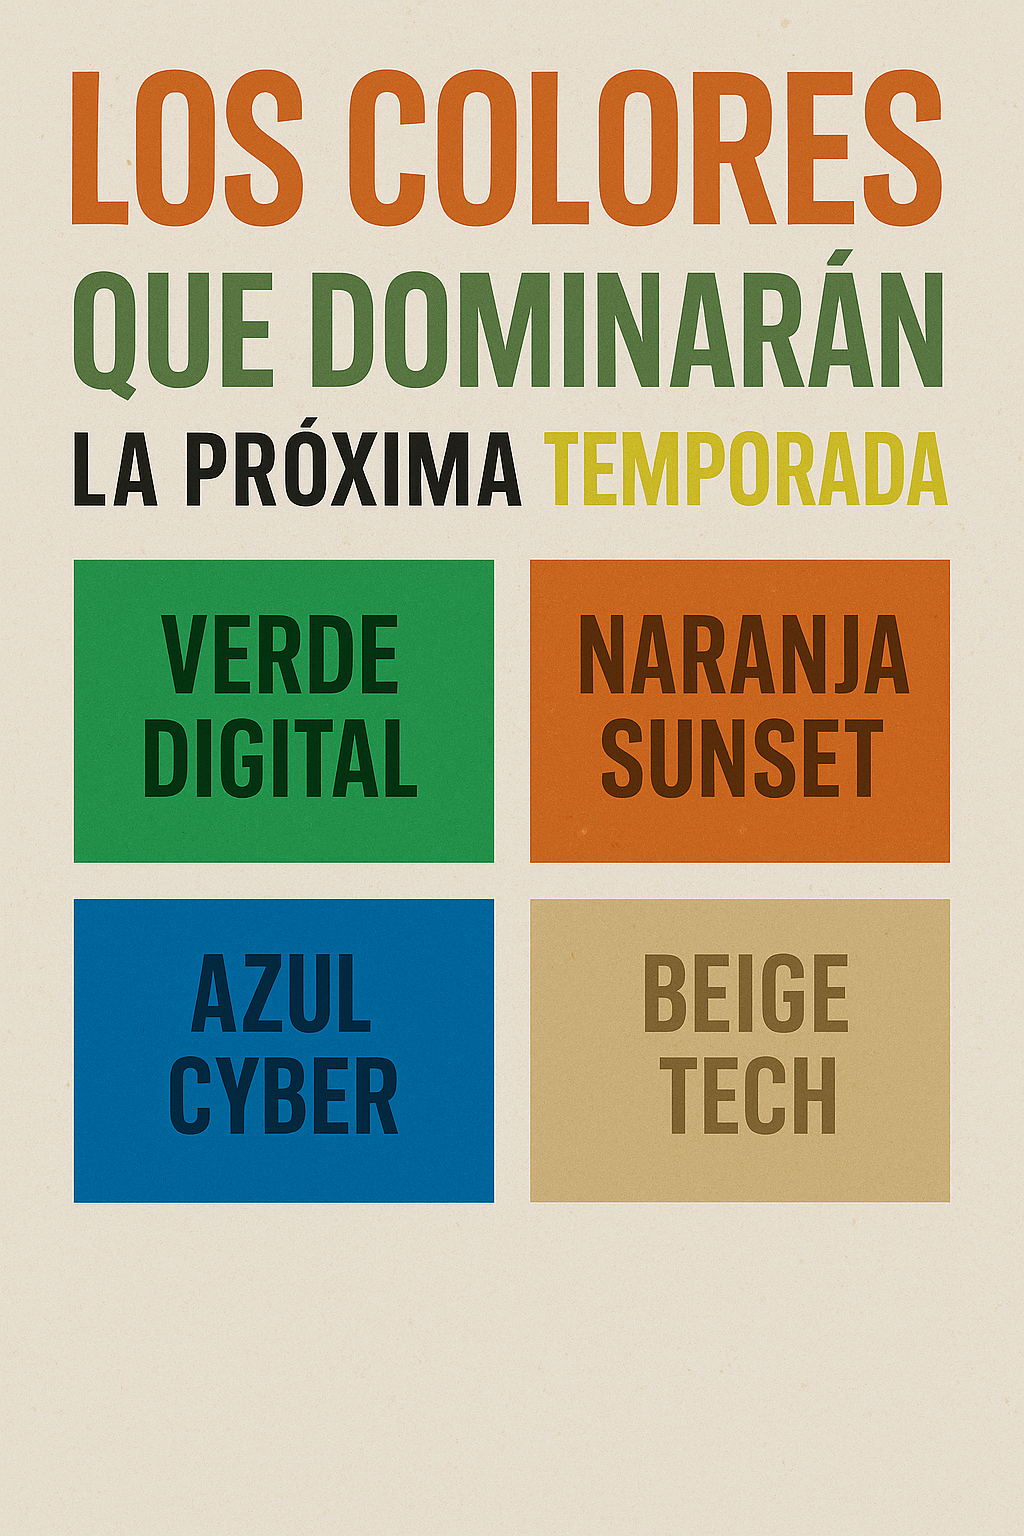 LOS COLORES
QUE DOMINARÁN
LA PRÓXIMA TEMPORADA
VERDE
DIGITAL
NARANJA
SUNSET
AZUL
CYBER
BEIGE
TECH